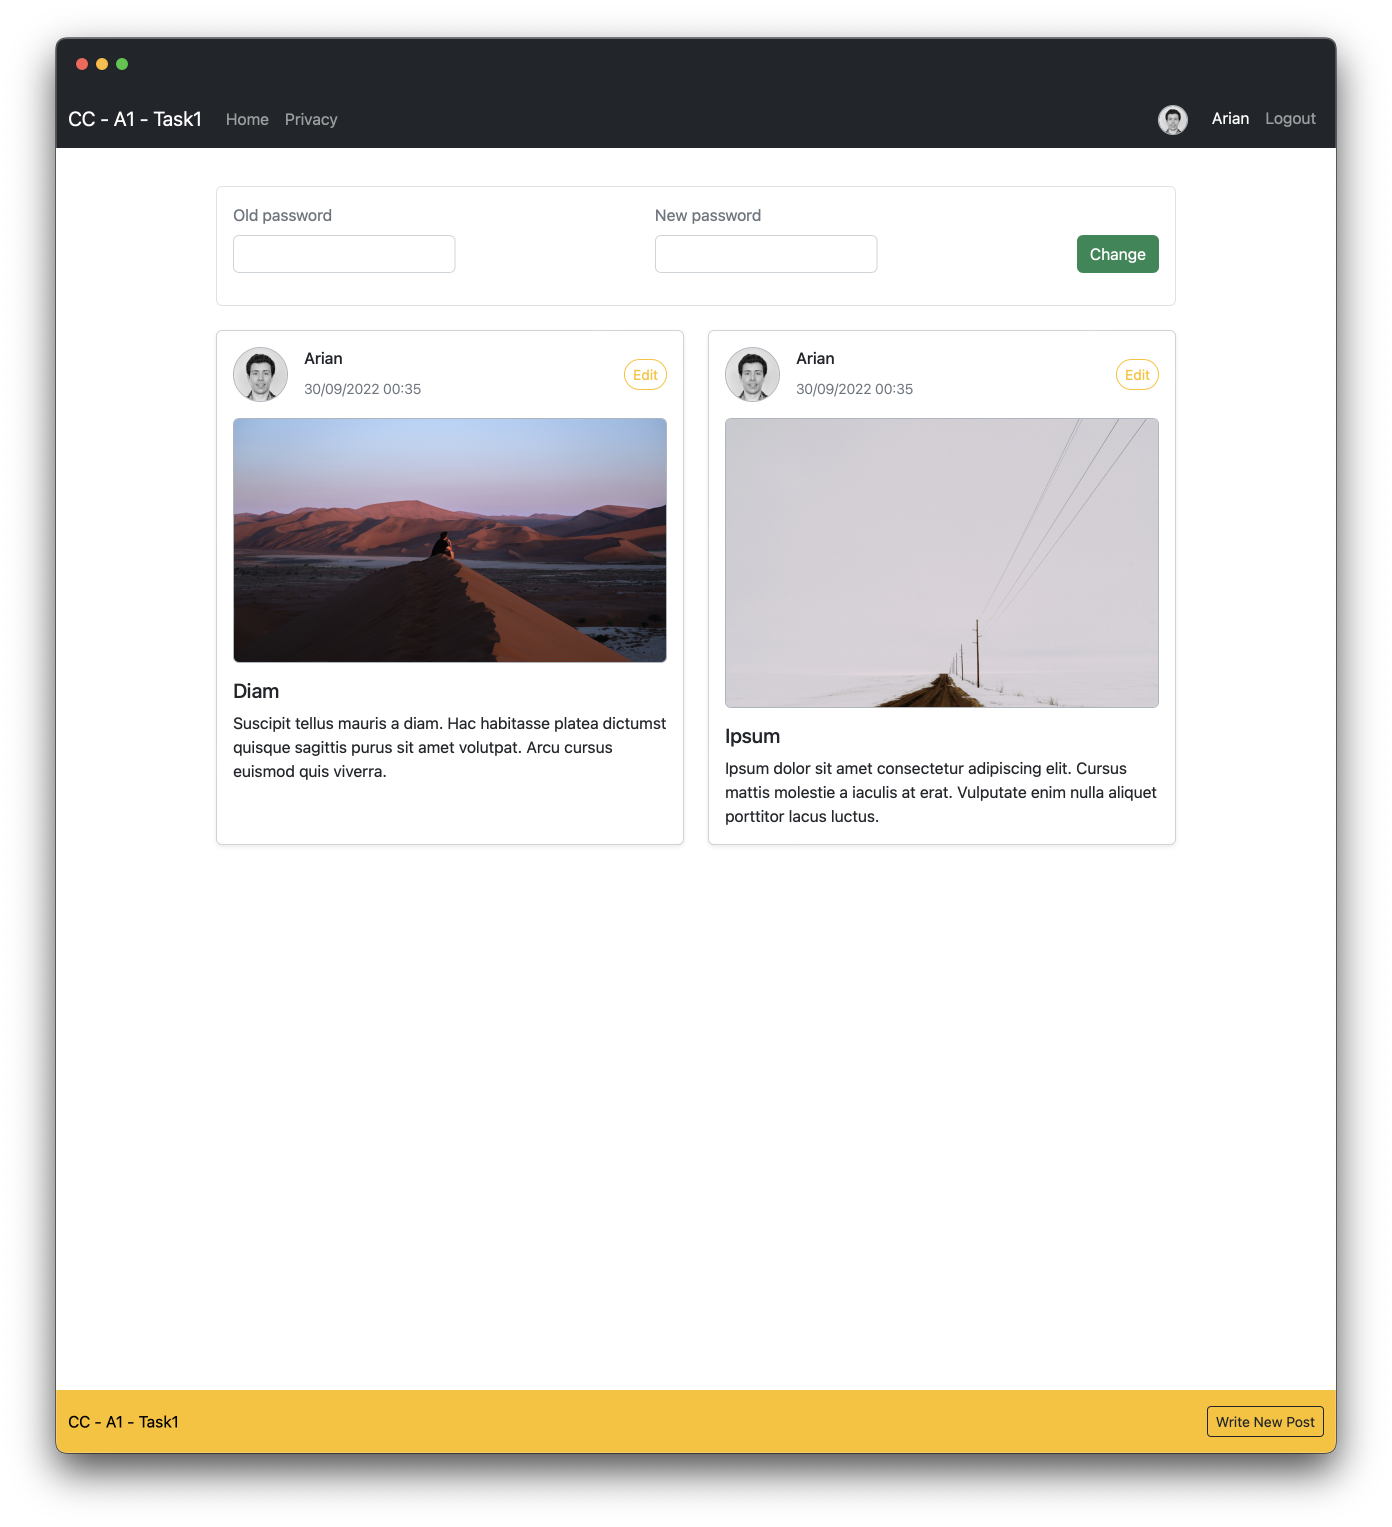 CC - A1 - Task1 Home Privacy Arian Logout
Old password New password
Change
Arian
30/09/2022 00:35
Edit
Diam
Suscipit tellus mauris a diam. Hac habitasse platea dictumst
quisque sagittis purus sit amet volutpat. Arcu cursus
euismod quis viverra.
Arian
30/09/2022 00:35
Edit
Ipsum
Ipsum dolor sit amet consectetur adipiscing elit. Cursus
mattis molestie a iaculis at erat. Vulputate enim nulla aliquet
porttitor lacus luctus.
CC - A1 - Task1 Write New Post